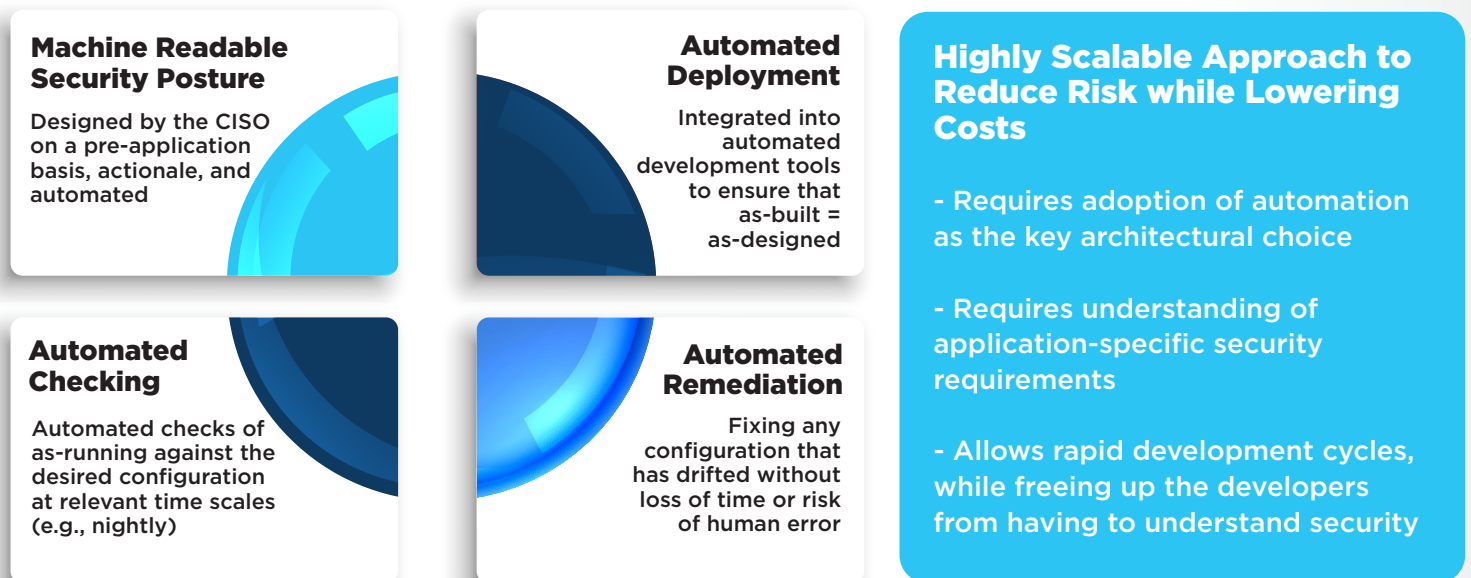 Machine Readable
Security Posture
Designed by the CISO
on a pre-application
basis, actionale, and
automated
Automated
Deployment
Integrated into
automated
development tools
to ensure that
as-built =
as-designed
Automated
Checking
Automated checks of
as-running against the
desired configuration
at relevant time scales
(e.g., nightly)
Automated
Remediation
Fixing any
configuration that
has drifted without
loss of time or risk
of human error
Highly Scalable Approach to
Reduce Risk while Lowering
Costs
- Requires adoption of automation
as the key architectural choice
- Requires understanding of
application-specific security
requirements
- Allows rapid development cycles,
while freeing up the developers
from having to understand security